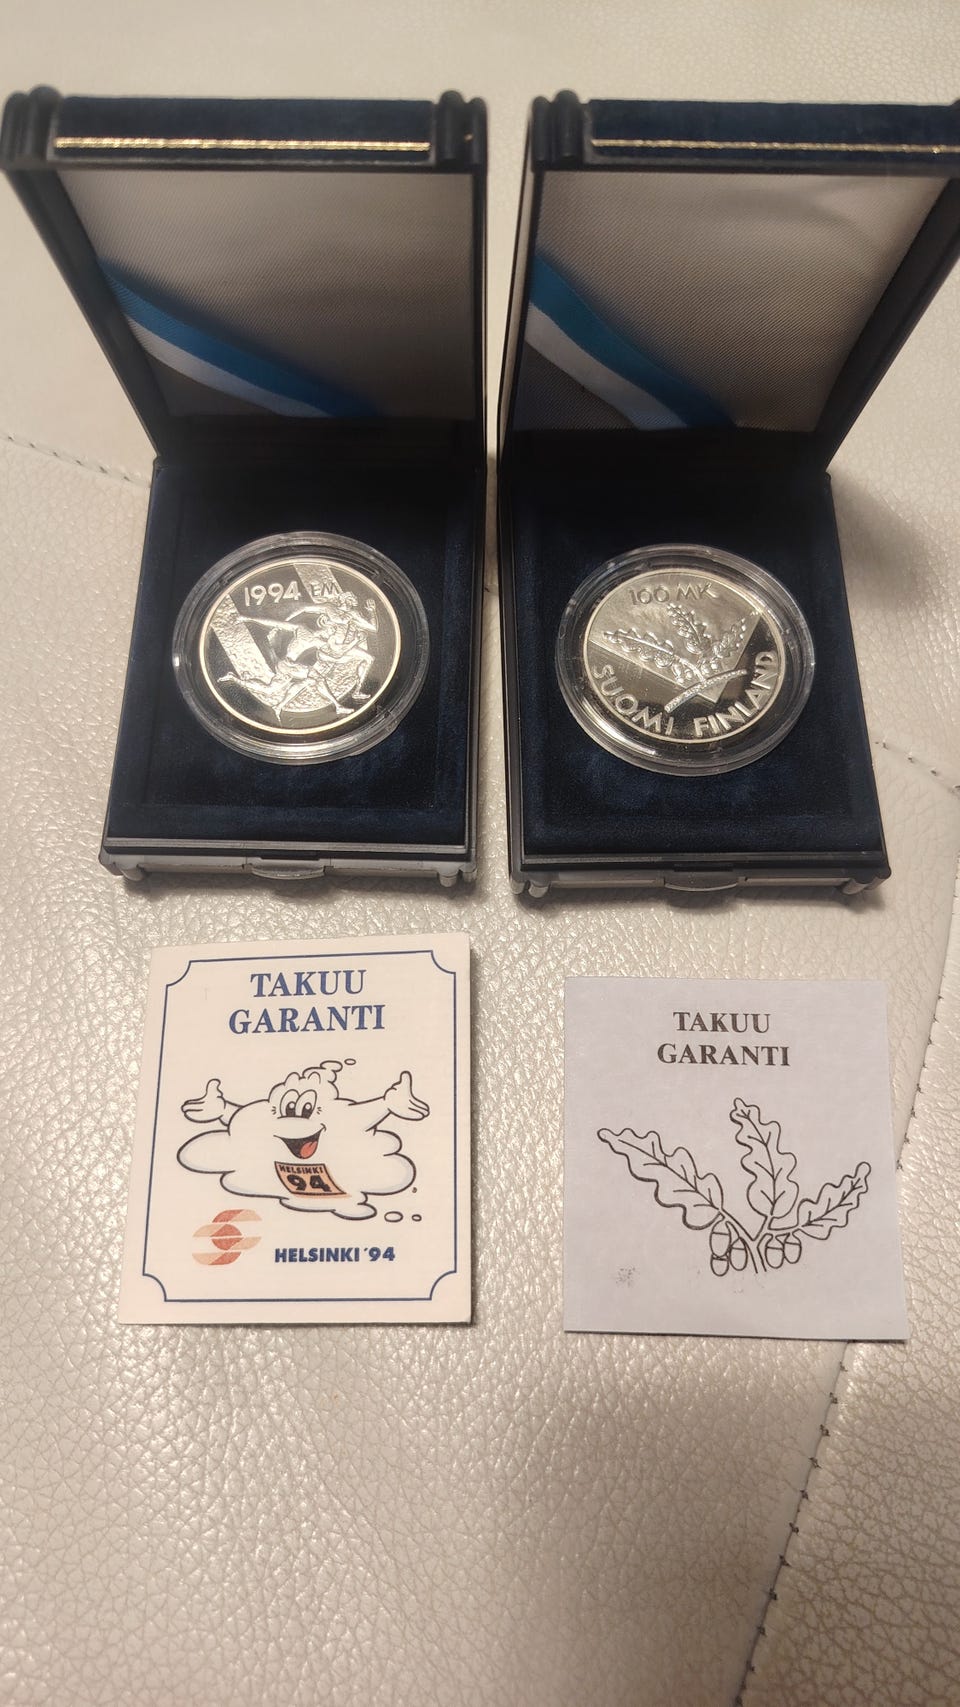 1994 EM
100 MK
SUOMI FINLAND
TAKUU
GARANTI
HELSINKI
94
HELSINKI '94
TAKUU
GARANTI